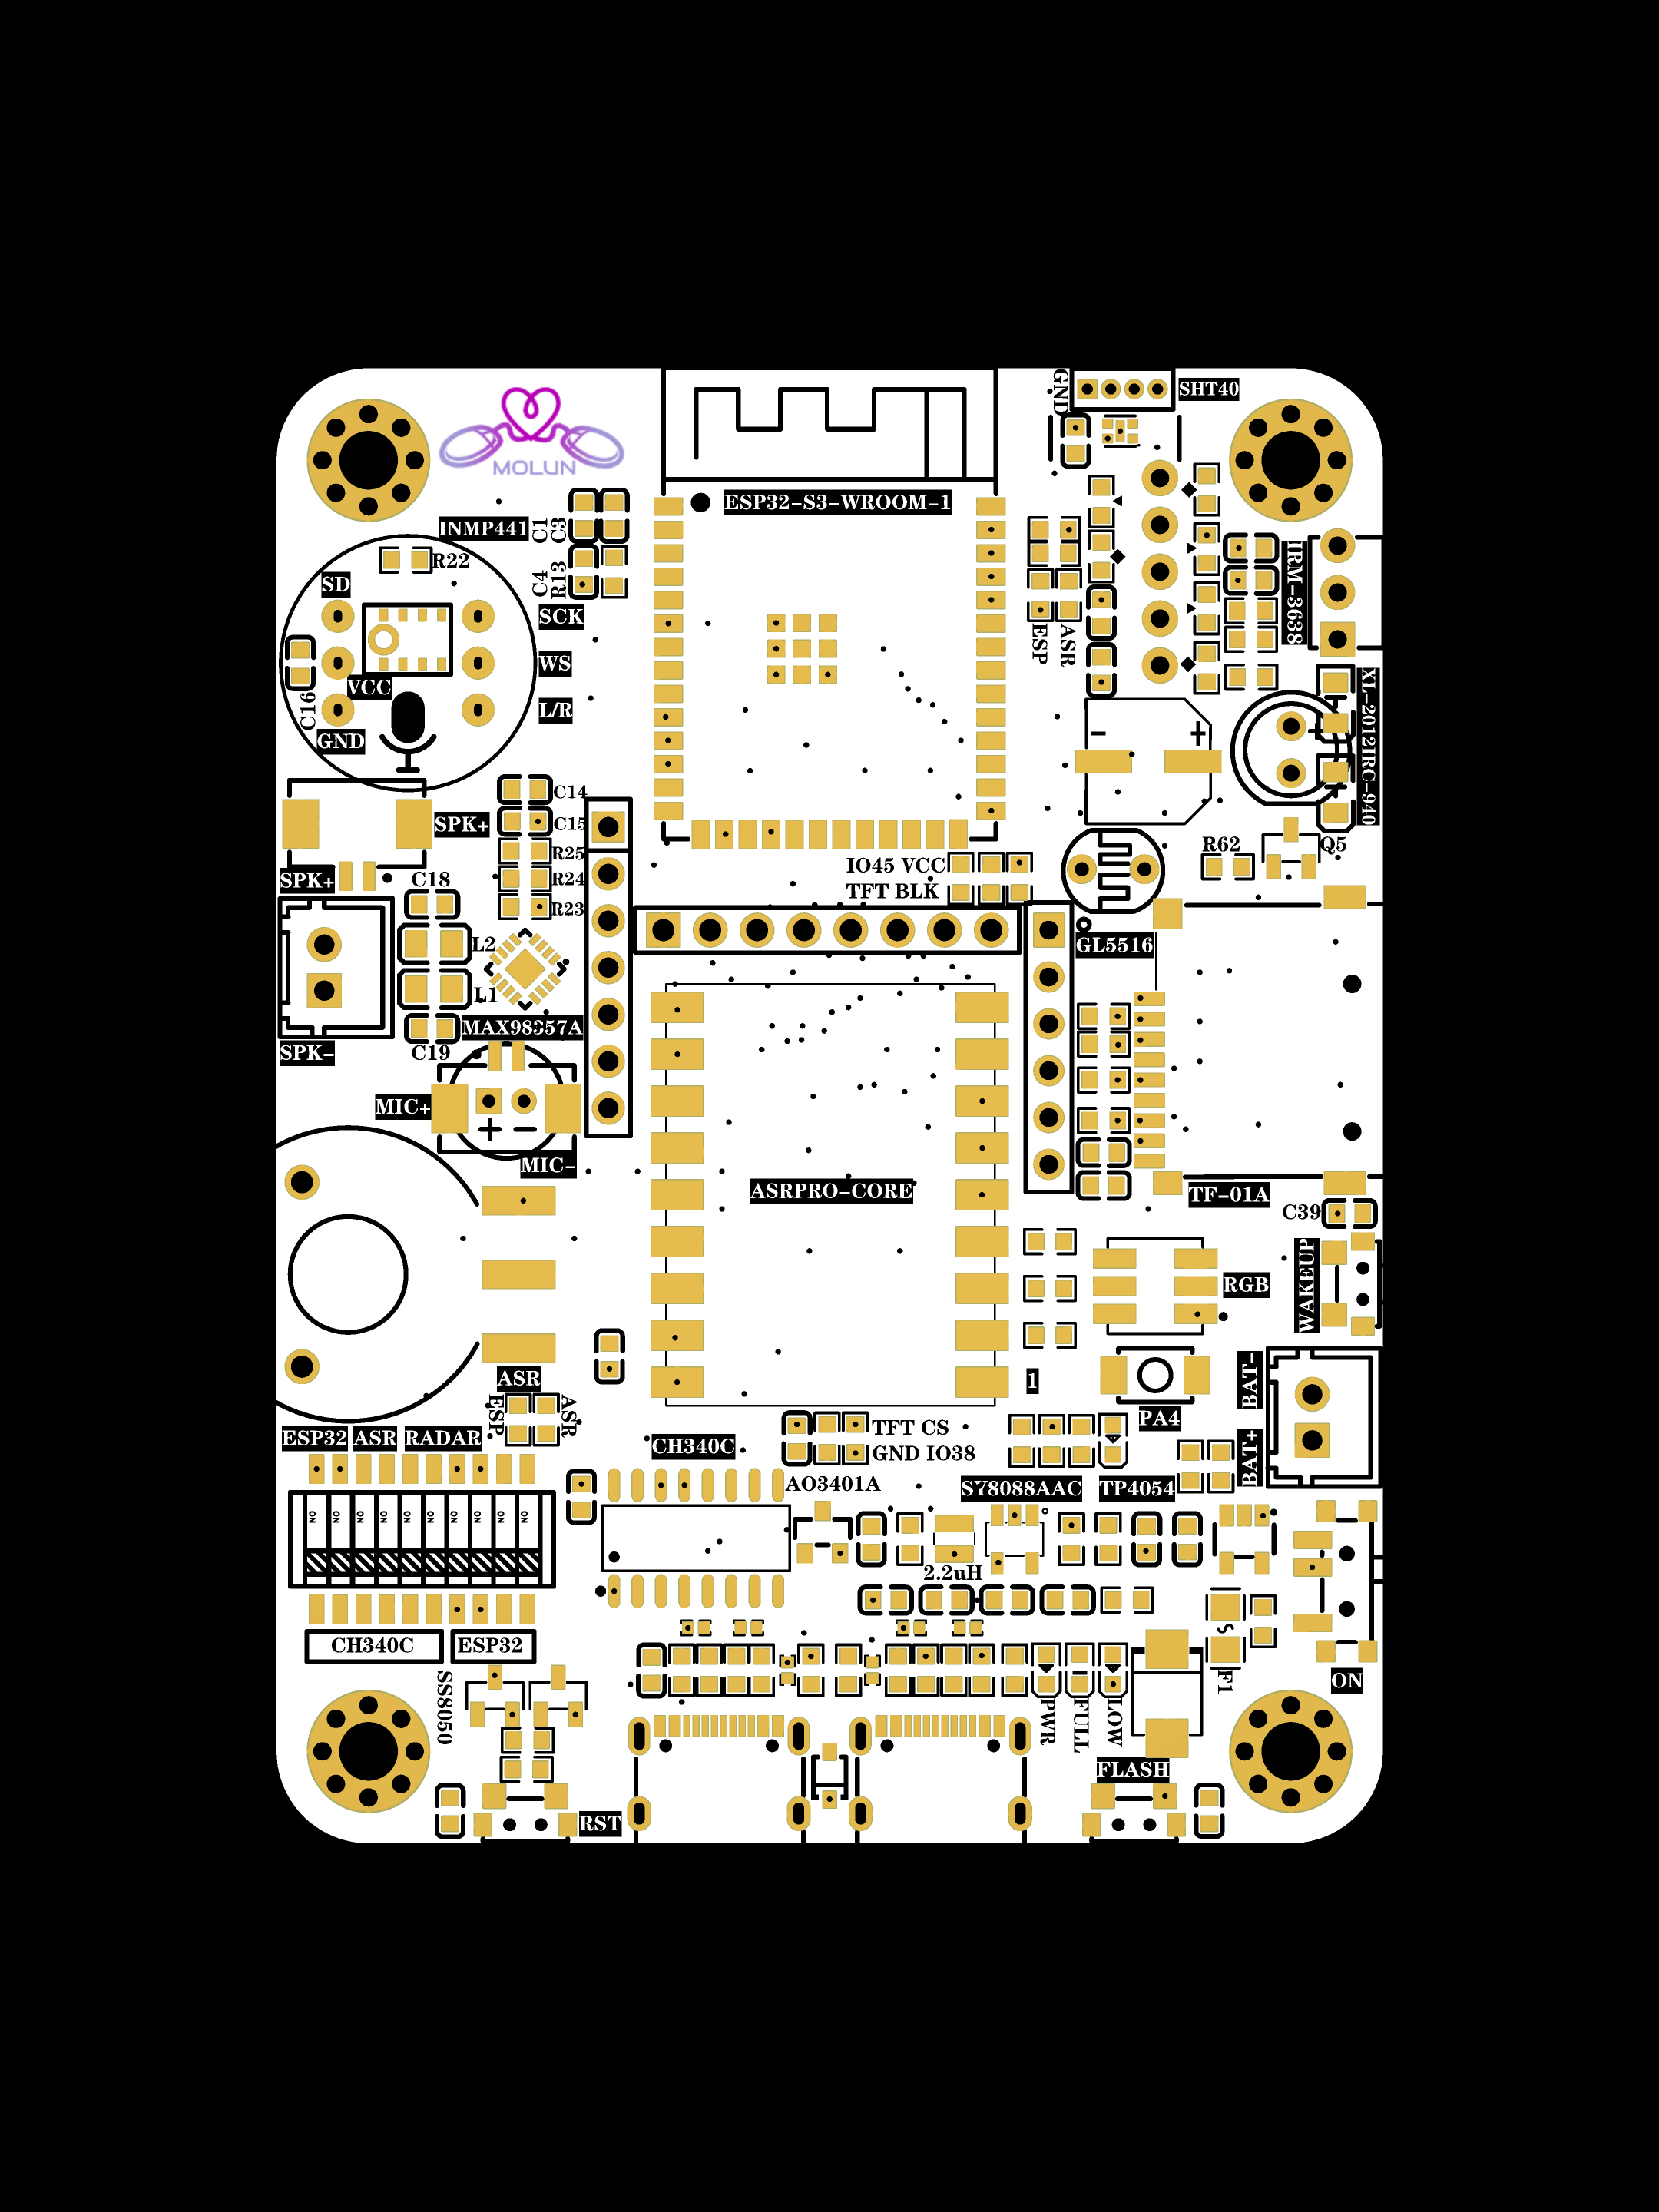 MOLUN
GND
SHT40
ESP32-S3-WROOM-1
INMP441
C1
C3
C4
R13
R22
SD
SCK
WS
L/R
VCC
C16
GND
ESP
ASR
IRM-3638
XL-2012IRC-940
-
+
SPK+
C14
C15
R25
R24
R23
IO45 VCC
TFT BLK
R62
Q5
SPK+
C18
L2
L1
C19
SPK-
MAX98357A
GL5516
MIC+
+ -
MIC-
ASRPRO-CORE
TF-01A
C39
WAKEUP
RGB
1
PA4
BAT-
BAT+
ASR
ESP
ASR
ESP32 ASR RADAR
CH340C
TFT CS
GND IO38
AO3401A
S78088AAC
TP4054
ON ON ON ON ON ON ON ON ON ON
2.2uH
CH340C
ESP32
SS8050
PWR
FULL
LOW
F1
ON
FLASH
RST